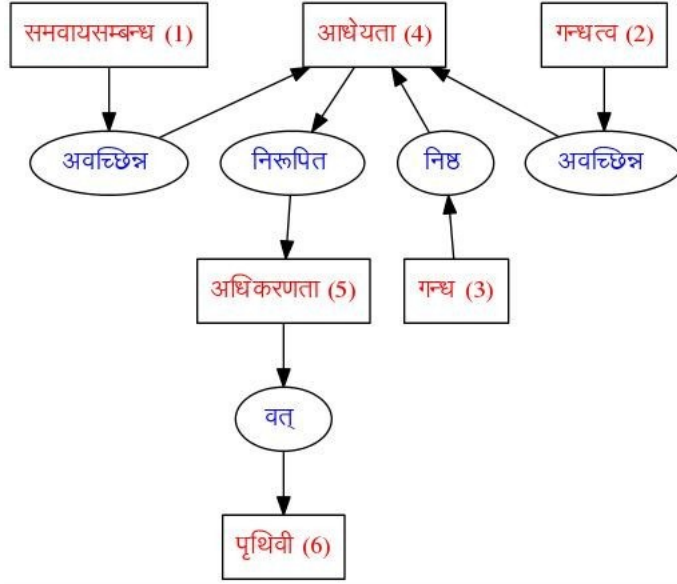 समवायसम्बन्ध (1)
आधेयता (4)
गन्धत्व (2)
अवच्छिन्न
निरूपित
निष्ठ
अवच्छिन्न
अधिकरणता (5)
गन्ध (3)
वत्
पृथिवी (6)